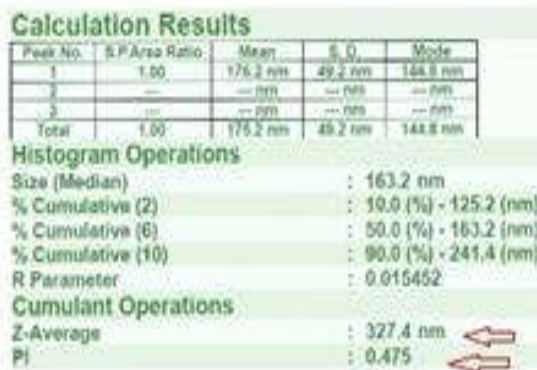 Calculation Results
Peak No. S.P.Area Ratio Mean S. D. Mode
1 1.00 175.2 nm 49.2 nm 144.8 nm
2 --- --- nm --- nm --- nm
3 --- --- nm --- nm --- nm
Total 1.00 175.2 nm 49.2 nm 144.8 nm
Histogram Operations
Size (Median) : 163.2 nm
% Cumulative (2) : 10.0 (%) - 125.2 (nm)
% Cumulative (6) : 50.0 (%) - 163.2 (nm)
% Cumulative (10) : 90.0 (%) - 241.4 (nm)
R Parameter : 0.015452
Cumulant Operations
Z-Average : 327.4 nm
PI : 0.475